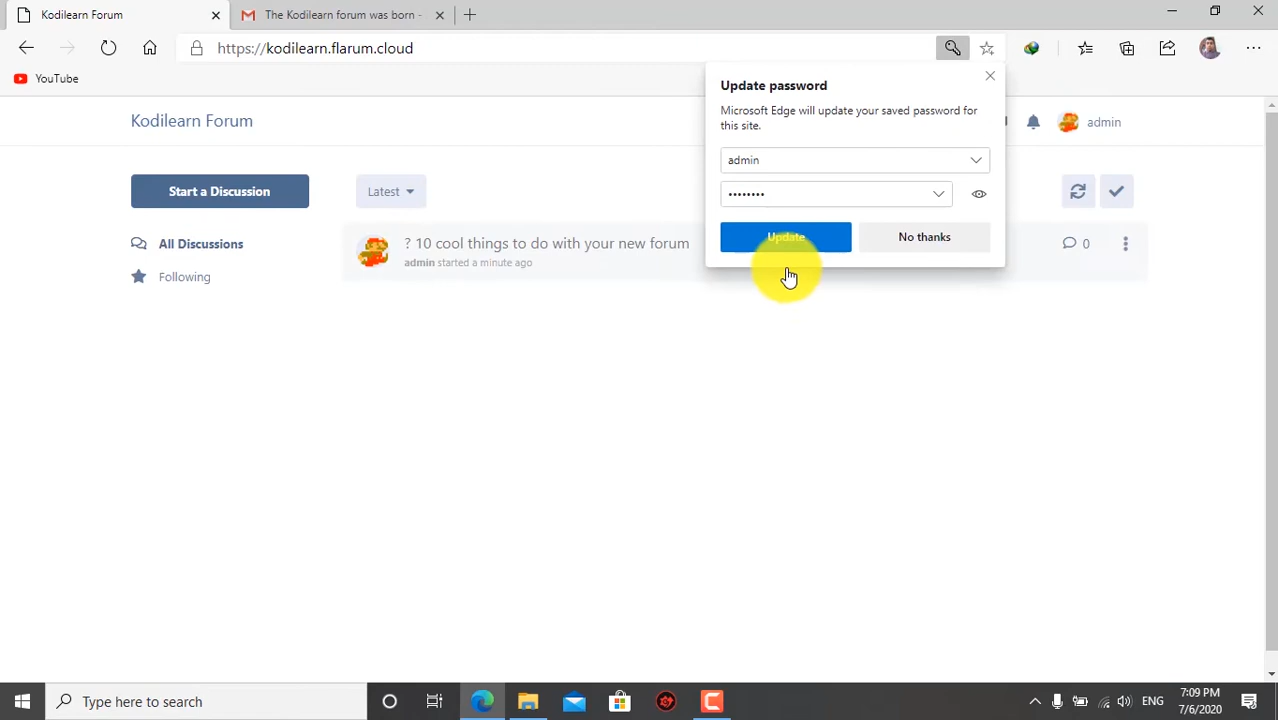 Kodilearn Forum
The Kodilearn forum was born -
https://kodilearn.flarum.cloud
YouTube
Update password
Microsoft Edge will update your saved password for
this site.
admin
••••••••
Update
No thanks
Kodilearn Forum
admin
Start a Discussion
Latest
All Discussions
Following
? 10 cool things to do with your new forum
admin started a minute ago
0
Type here to search
ENG
7:09 PM
7/6/2020